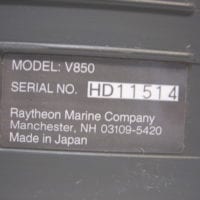 MODEL: V850
SERIAL NO. HD11514
Raytheon Marine Company
Manchester, NH 03109-5420
Made in Japan